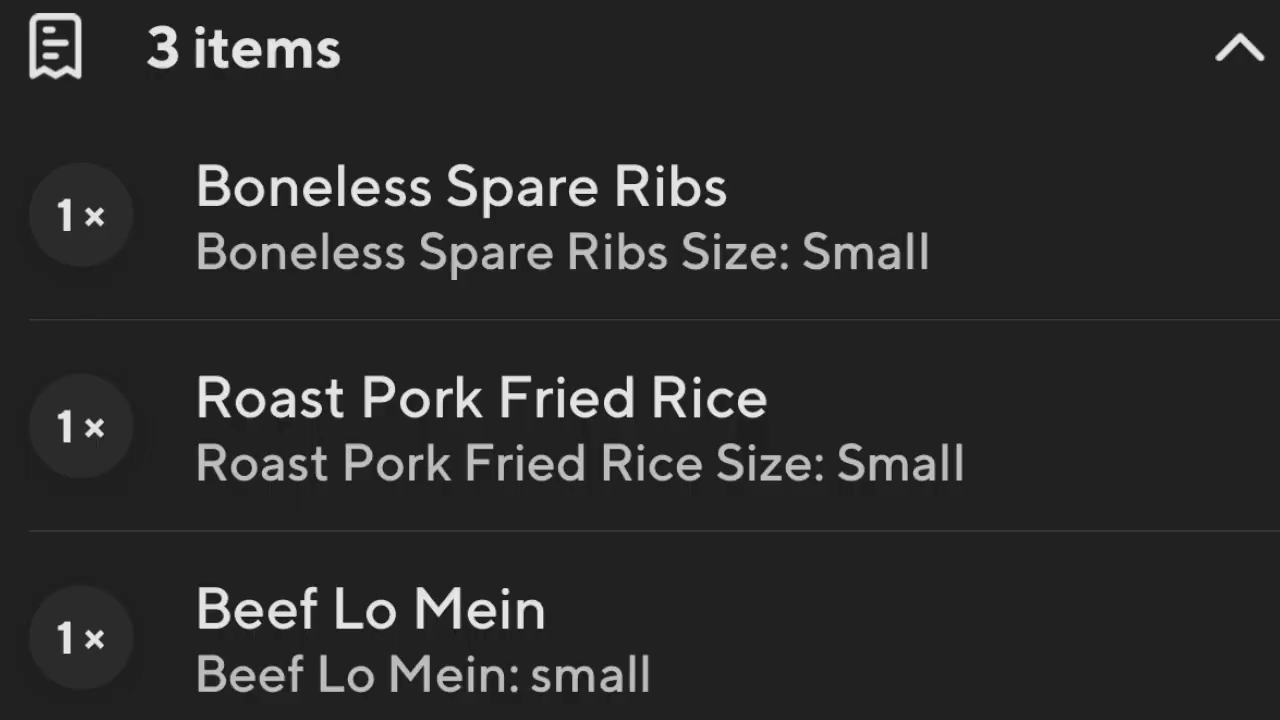 3 items
1 ×
Boneless Spare Ribs
Boneless Spare Ribs Size: Small
1 ×
Roast Pork Fried Rice
Roast Pork Fried Rice Size: Small
1 ×
Beef Lo Mein
Beef Lo Mein: small